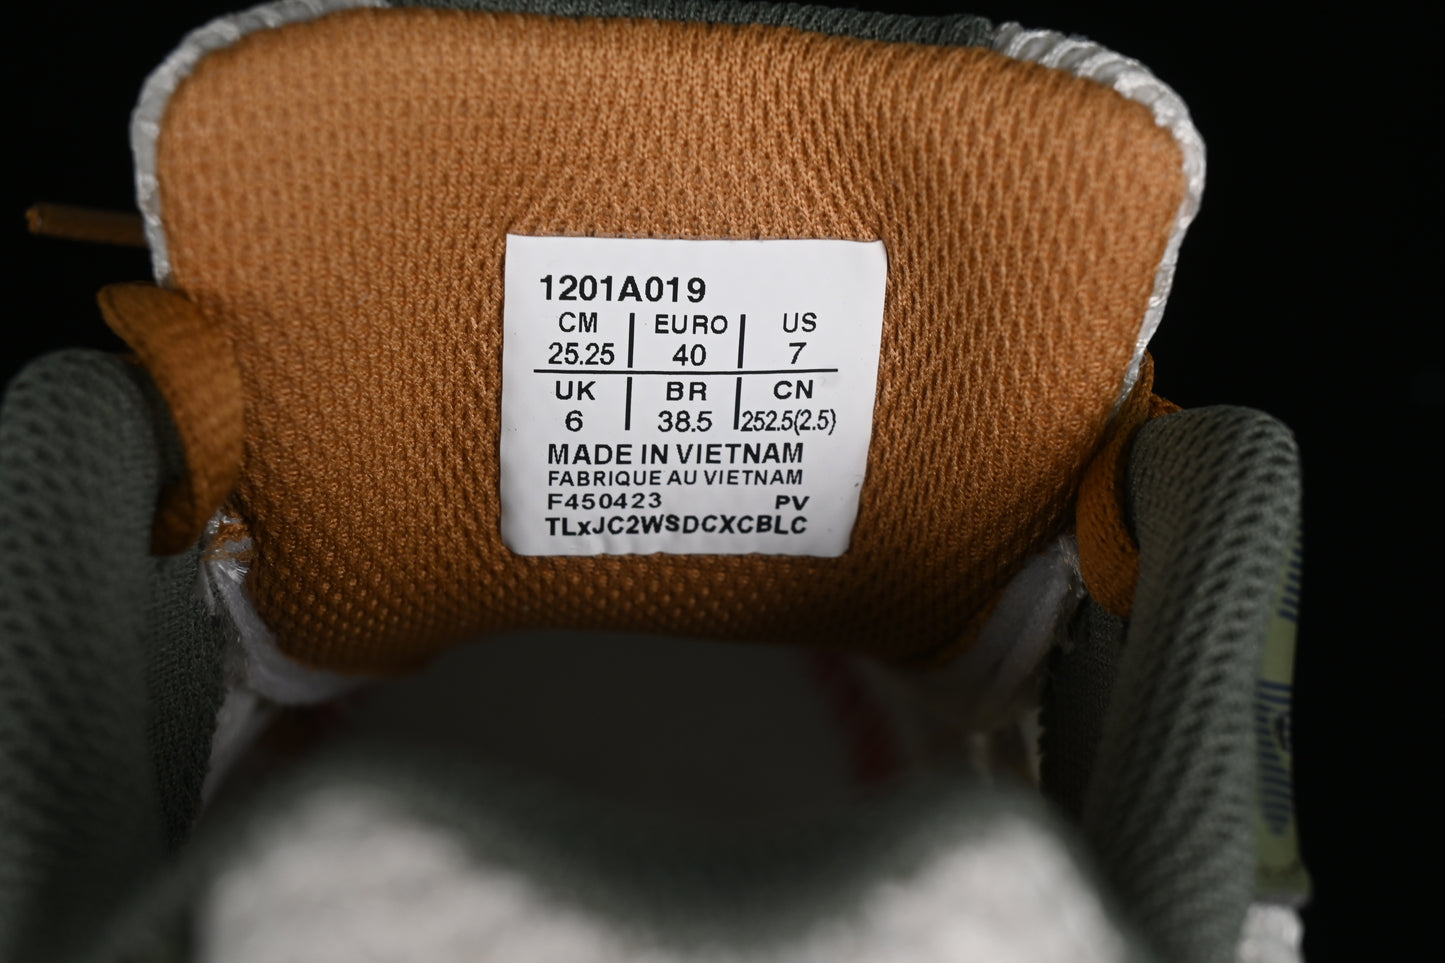 1201A019
CM EURO US
25.25 40 7
UK BR CN
6 38.5 252.5(2.5)
MADE IN VIETNAM
FABRIQUE AU VIETNAM
F450423 PV
TLxJC2WSDCXCBLC